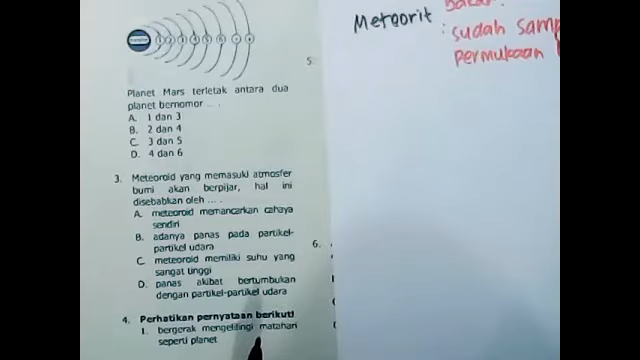 Planet Mars terletak antara dua
planet bernomor ... .
A. 1 dan 3
B. 2 dan 4
C. 3 dan 5
D. 4 dan 6
3. Meteoroid yang memasuki atmosfer
bumi akan berpijar, hal ini
disebabkan oleh ... .
A. meteoroid memancarkan cahaya
sendiri
B. adanya panas pada partikel-
partikel udara
C. meteoroid memiliki suhu yang
sangat tinggi
D. panas akibat bertumbukan
dengan partikel-partikel udara
4. Perhatikan pernyataan berikut!
1. bergerak mengelilingi matahari
seperti planet
5.
6.
Meteorit
: sudah samp
permukaan